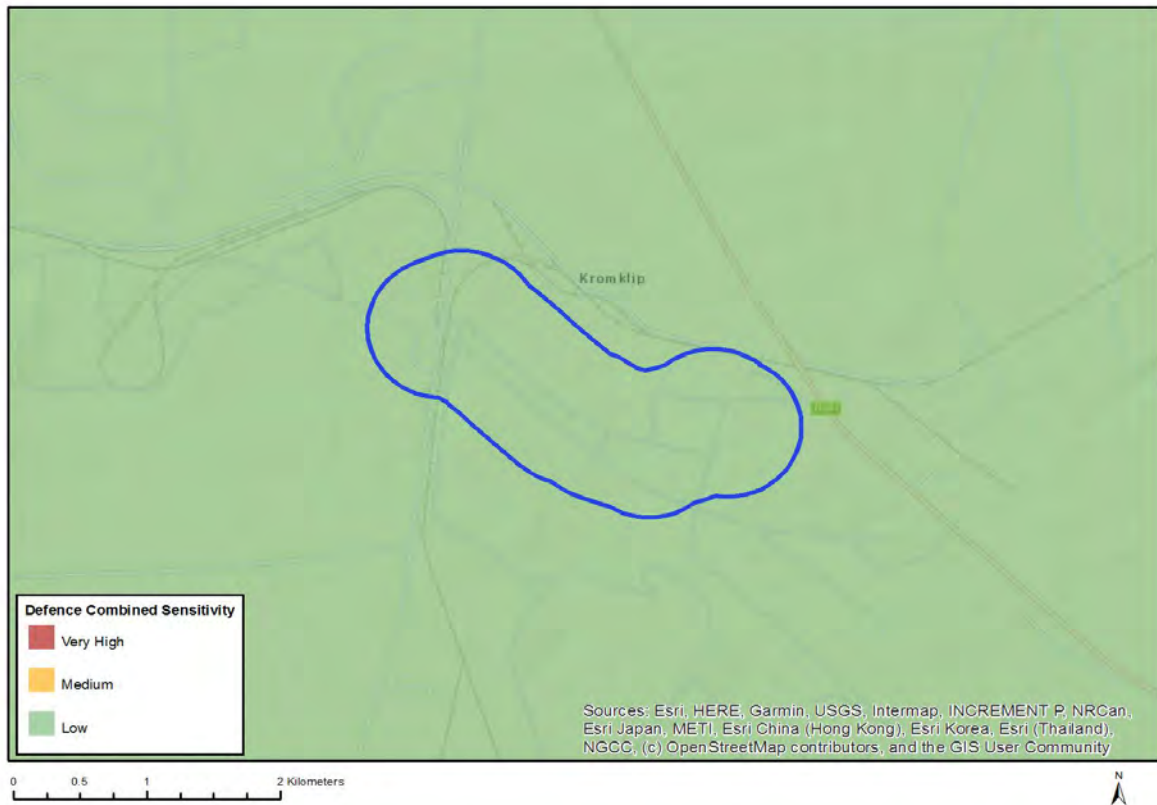 Kromklip
Defence Combined Sensitivity
Very High
Medium
Low
Sources: Esri, HERE, Garmin, USGS, Intermap, INCREMENT P, NRCan,
Esri Japan, METI, Esri China (Hong Kong), Esri Korea, Esri (Thailand),
NGCC, (c) OpenStreetMap contributors, and the GIS User Community
0 0.5 1 2 Kilometers
N